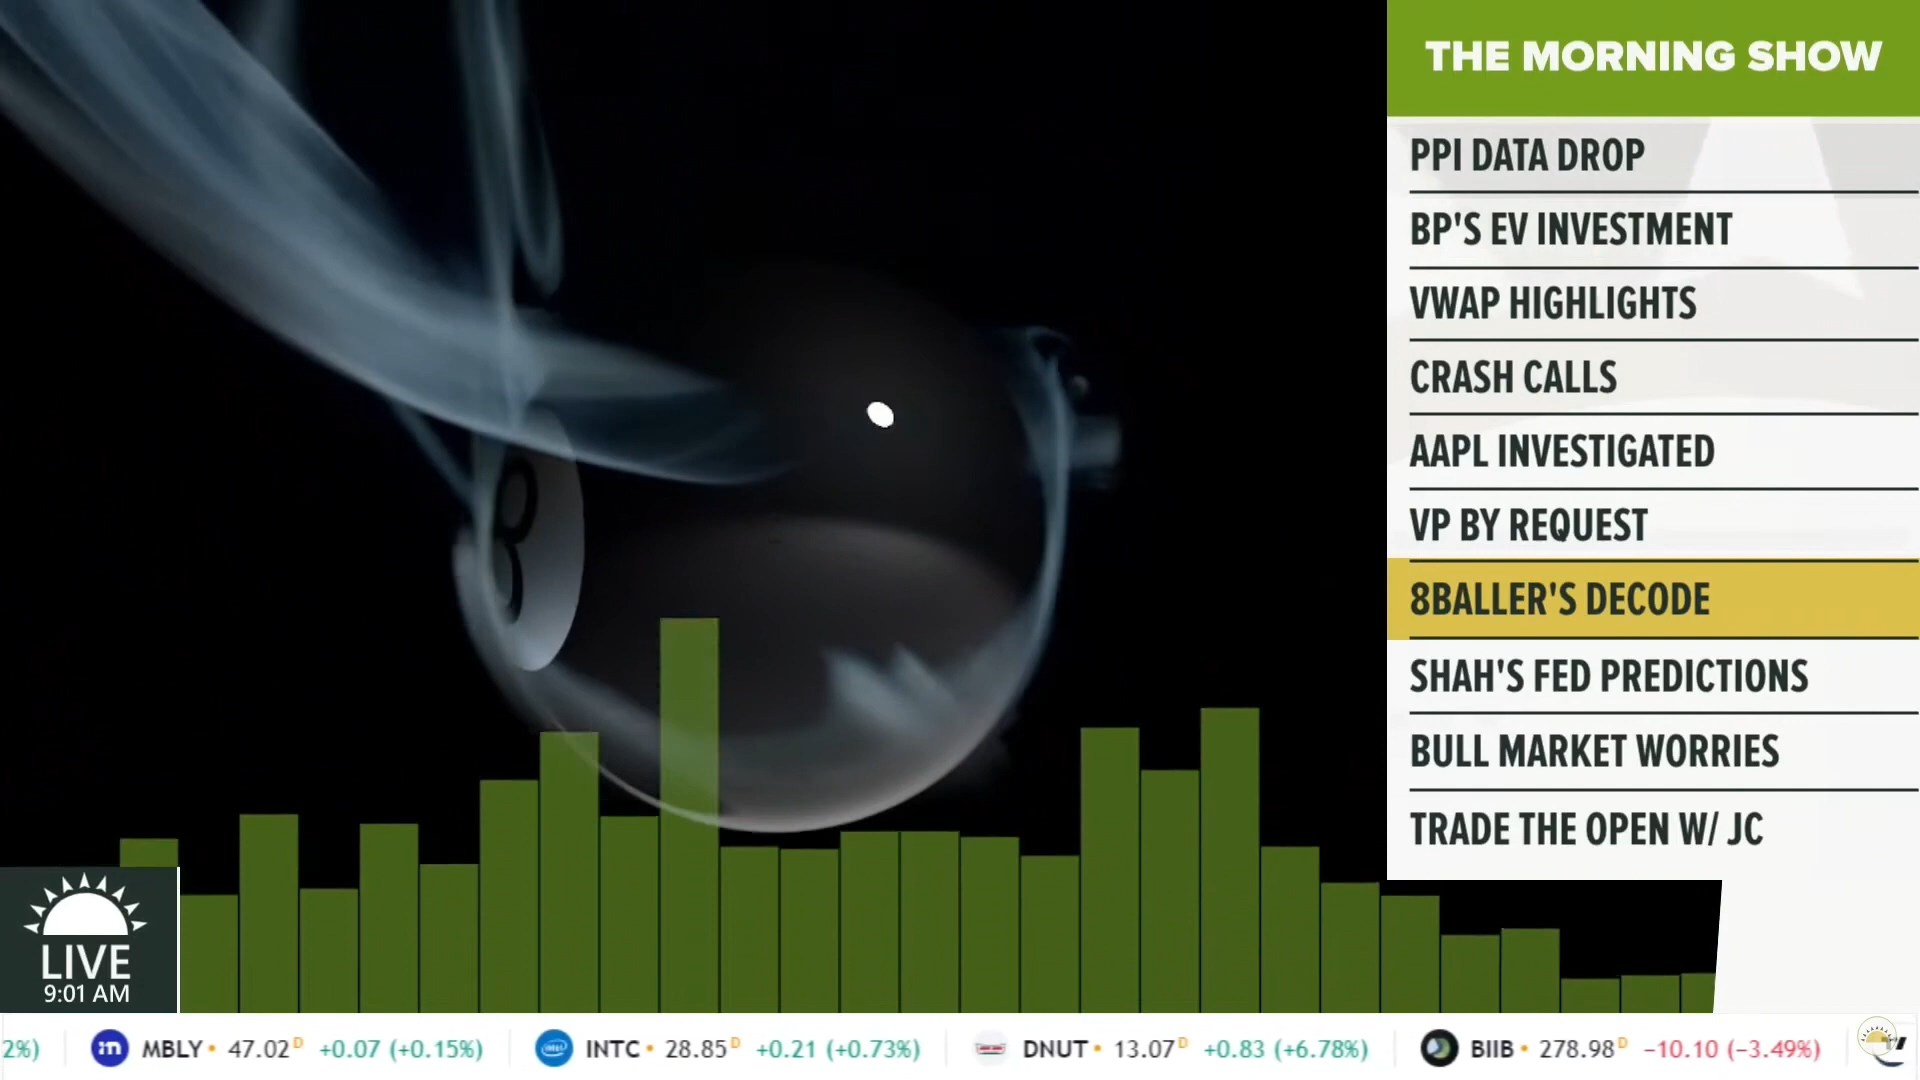 THE MORNING SHOW
PPI DATA DROP
BP'S EV INVESTMENT
VWAP HIGHLIGHTS
CRASH CALLS
AAPL INVESTIGATED
VP BY REQUEST
8BALLER'S DECODE
SHAH'S FED PREDICTIONS
BULL MARKET WORRIES
TRADE THE OPEN W/ JC
8
LIVE
9:01 AM
2%) MBLY • 47.02 D +0.07 (+0.15%) intel INTC • 28.85 D +0.21 (+0.73%) DNUT • 13.07 D +0.83 (+6.78%) BIIB • 278.98 D −10.10 (−3.49%)